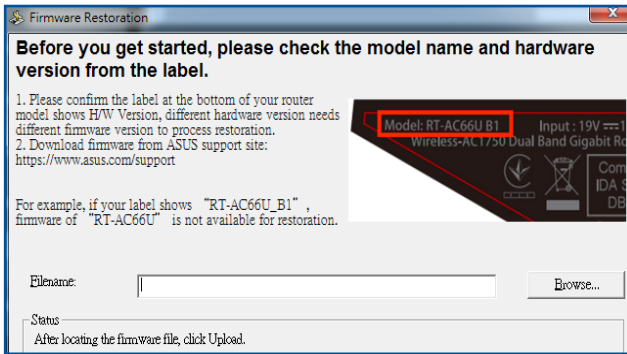 Firmware Restoration
Before you get started, please check the model name and hardware
version from the label.
1. Please confirm the label at the bottom of your router
model shows H/W Version, different hardware version needs
different firmware version to process restoration.
2. Download firmware from ASUS support site:
https://www.asus.com/support
For example, if your label shows “RT-AC66U_B1”,
firmware of “RT-AC66U” is not available for restoration.
Model: RT-AC66U B1 Input : 19V
Wireless-AC1750 Dual Band Gigabit
IDA
DB
Filename:
Browse...
Status
After locating the firmware file, click Upload.